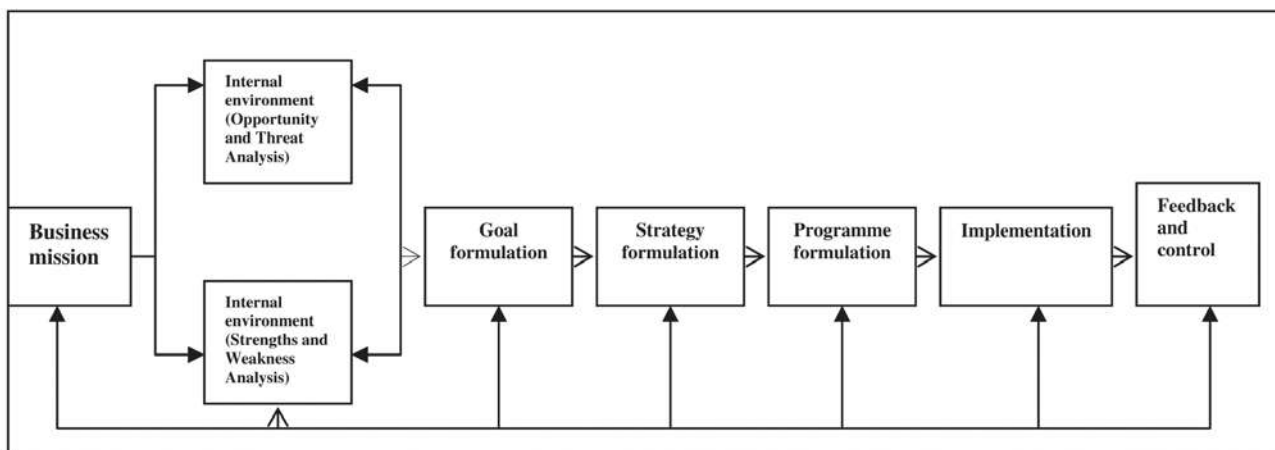 Internal
environment
(Opportunity
and Threat
Analysis)
Business
mission
Internal
environment
(Strengths and
Weakness
Analysis)
Goal
formulation
Strategy
formulation
Programme
formulation
Implementation
Feedback
and
control